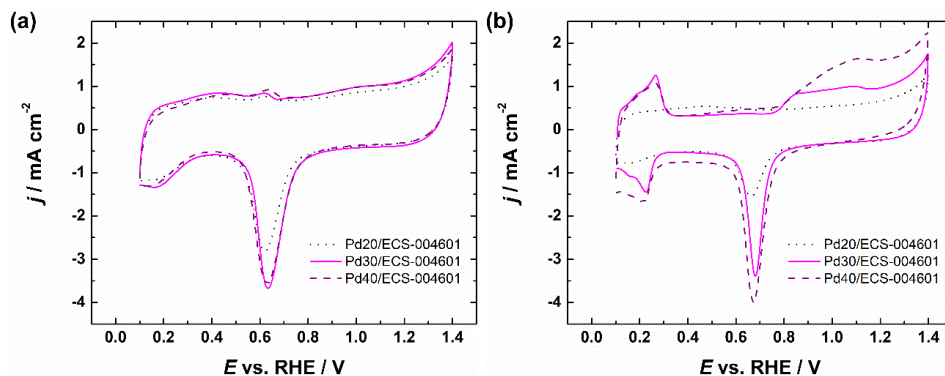 (a)
2
1
0
-1
-2
-3
-4
j / mA cm-2
0.0 0.2 0.4 0.6 0.8 1.0 1.2 1.4
E vs. RHE / V
Pd20/ECS-004601
Pd30/ECS-004601
Pd40/ECS-004601
(b)
2
1
0
-1
-2
-3
-4
j / mA cm-2
0.0 0.2 0.4 0.6 0.8 1.0 1.2 1.4
E vs. RHE / V
Pd20/ECS-004601
Pd30/ECS-004601
Pd40/ECS-004601